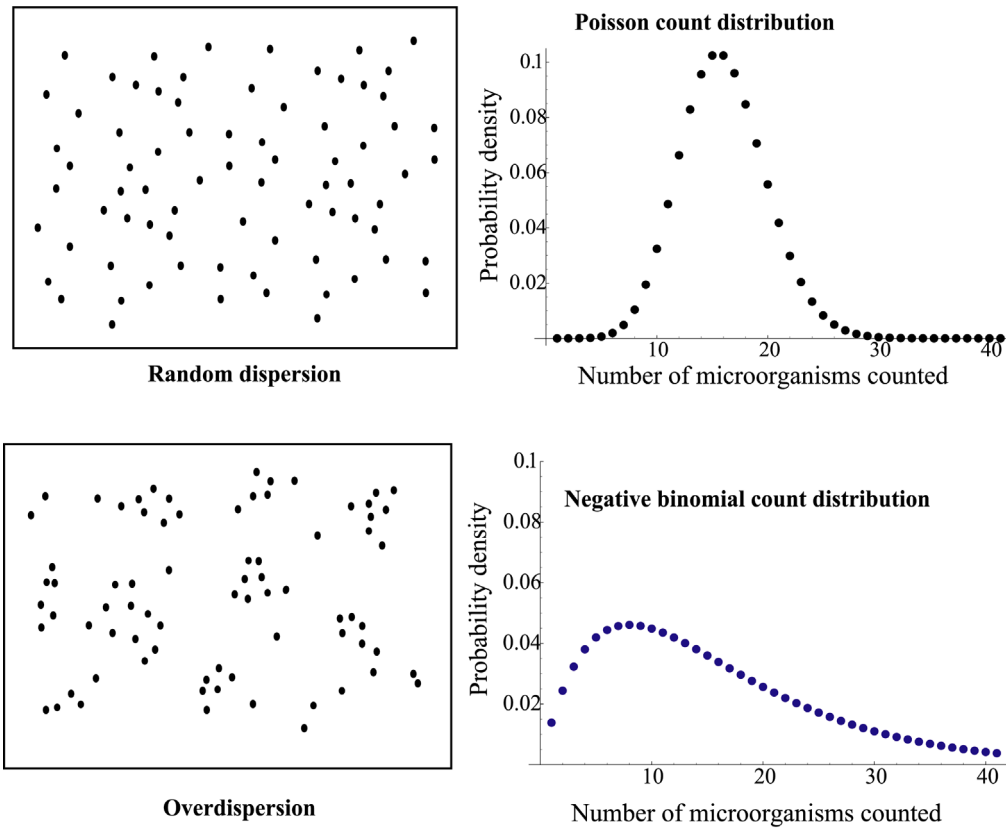 Poisson count distribution
0.1
0.08
0.06
0.04
0.02
Probability density
10 20 30 40
Number of microorganisms counted
Random dispersion
Negative binomial count distribution
0.1
0.08
0.06
0.04
0.02
Probability density
10 20 30 40
Number of microorganisms counted
Overdispersion